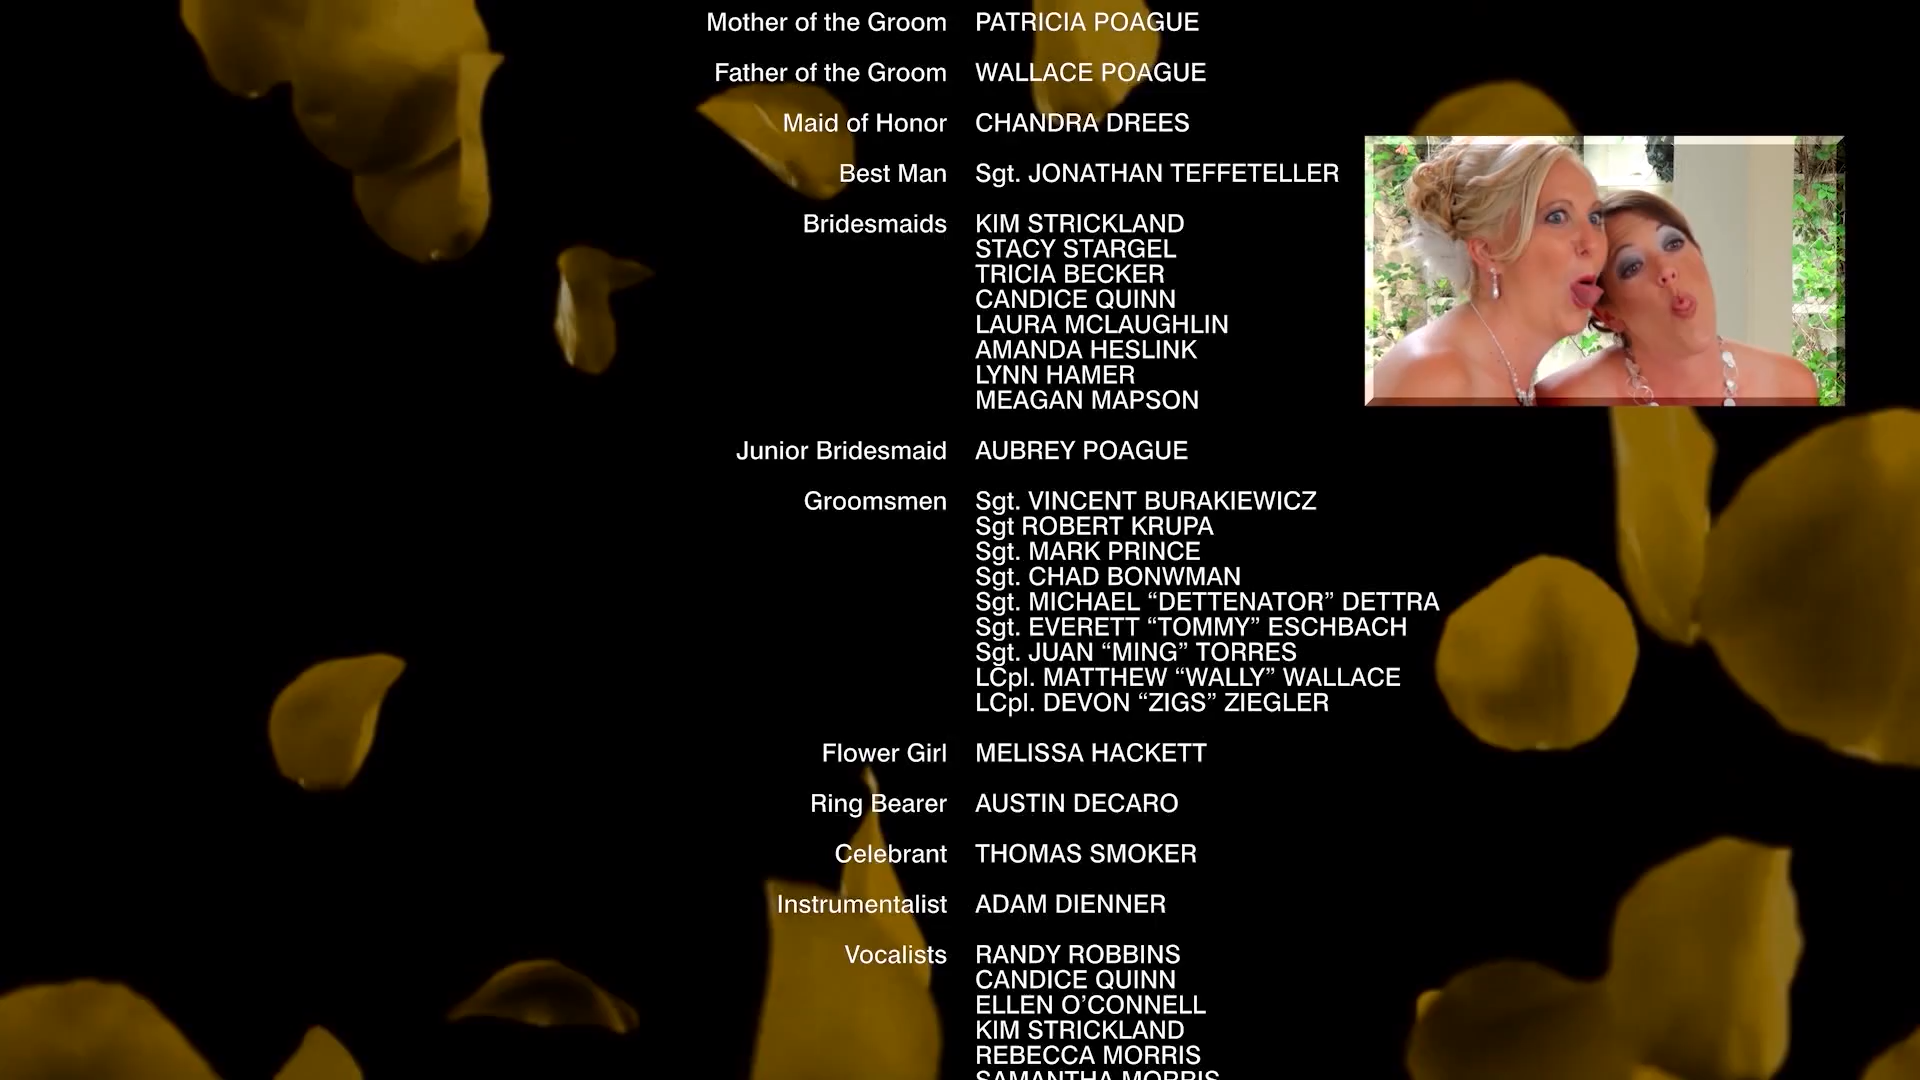 Mother of the Groom PATRICIA POAGUE
Father of the Groom WALLACE POAGUE
Maid of Honor CHANDRA DREES
Best Man Sgt. JONATHAN TEFFETELLER
Bridesmaids KIM STRICKLAND
STACY STARGEL
TRICIA BECKER
CANDICE QUINN
LAURA MCLAUGHLIN
AMANDA HESLINK
LYNN HAMER
MEAGAN MAPSON
Junior Bridesmaid AUBREY POAGUE
Groomsmen Sgt. VINCENT BURAKIEWICZ
Sgt ROBERT KRUPA
Sgt. MARK PRINCE
Sgt. CHAD BONWMAN
Sgt. MICHAEL “DETTENATOR” DETTRA
Sgt. EVERETT “TOMMY” ESCHBACH
Sgt. JUAN “MING” TORRES
LCpl. MATTHEW “WALLY” WALLACE
LCpl. DEVON “ZIGS” ZIEGLER
Flower Girl MELISSA HACKETT
Ring Bearer AUSTIN DECARO
Celebrant THOMAS SMOKER
Instrumentalist ADAM DIENNER
Vocalists RANDY ROBBINS
CANDICE QUINN
ELLEN O’CONNELL
KIM STRICKLAND
REBECCA MORRIS
SAMANTHA MORRIS